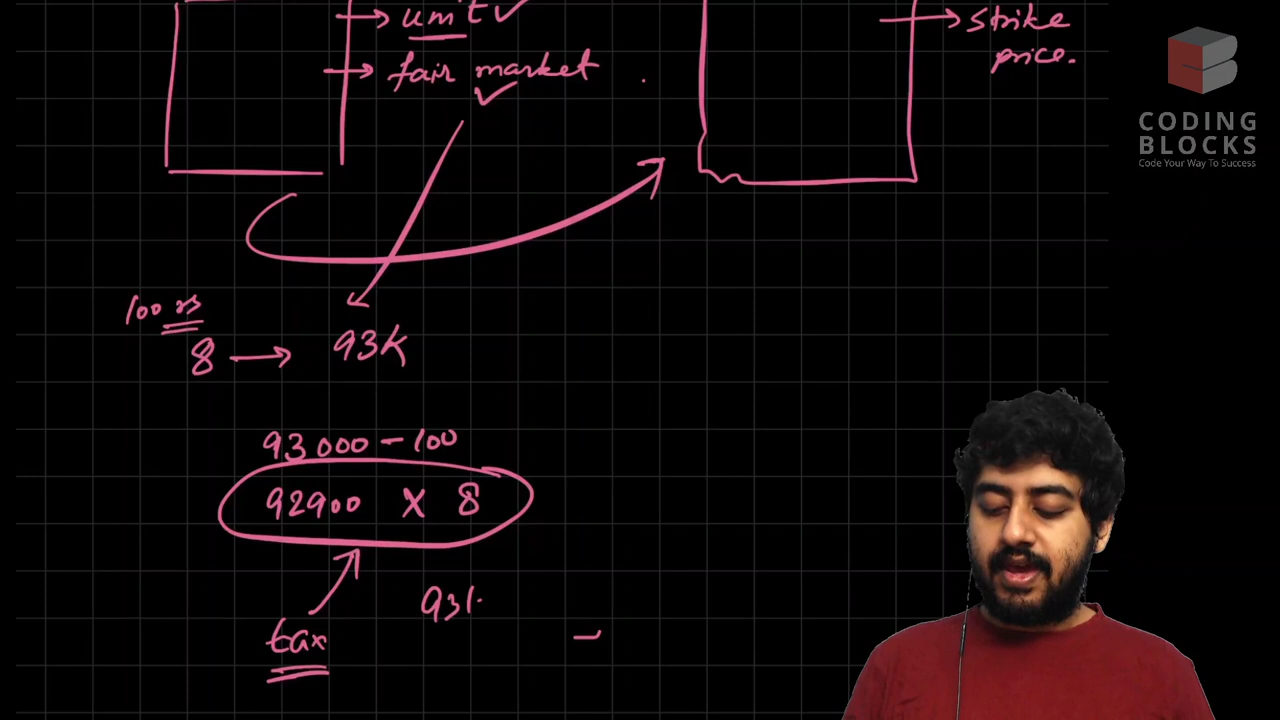 → unit ✓
→ strike
price.
→ fair market
✓
CODING
BLOCKS
Code Your Way To Success
100 rs
8 → 93K
93000 - 100
92900 X 8
93k
tax